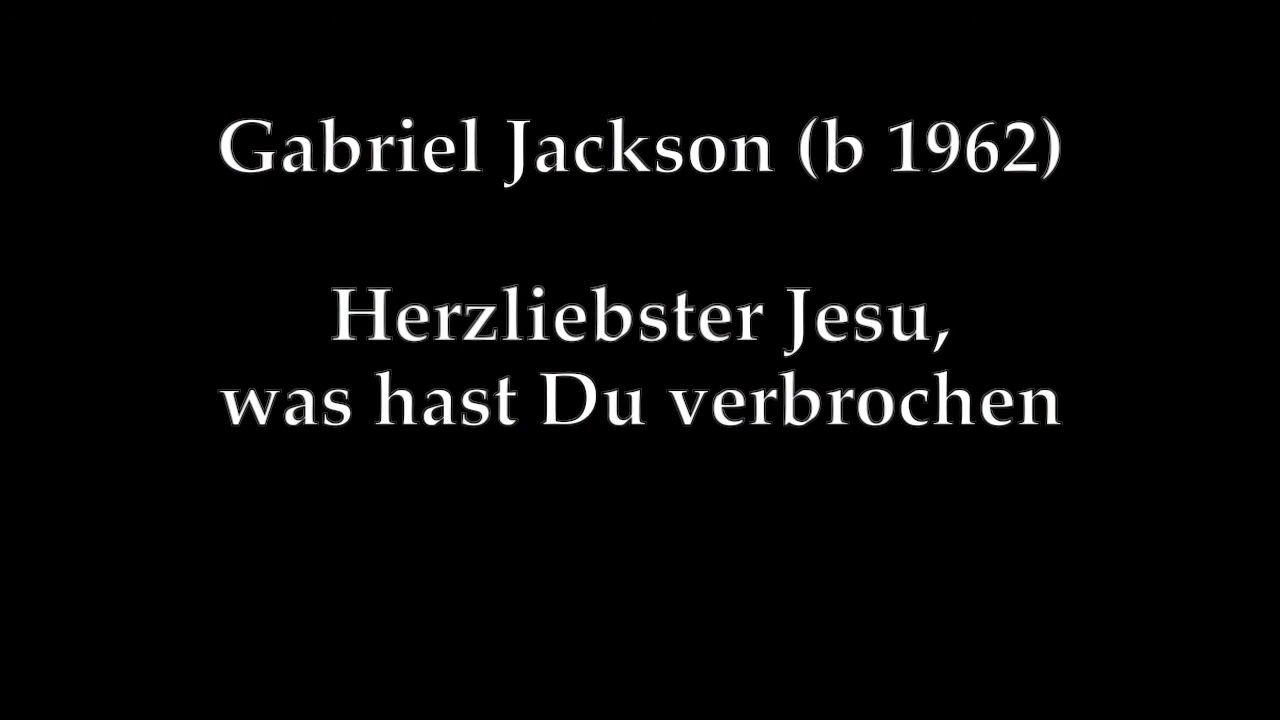 Gabriel Jackson (b 1962)
Herzliebster Jesu,
was hast Du verbrochen